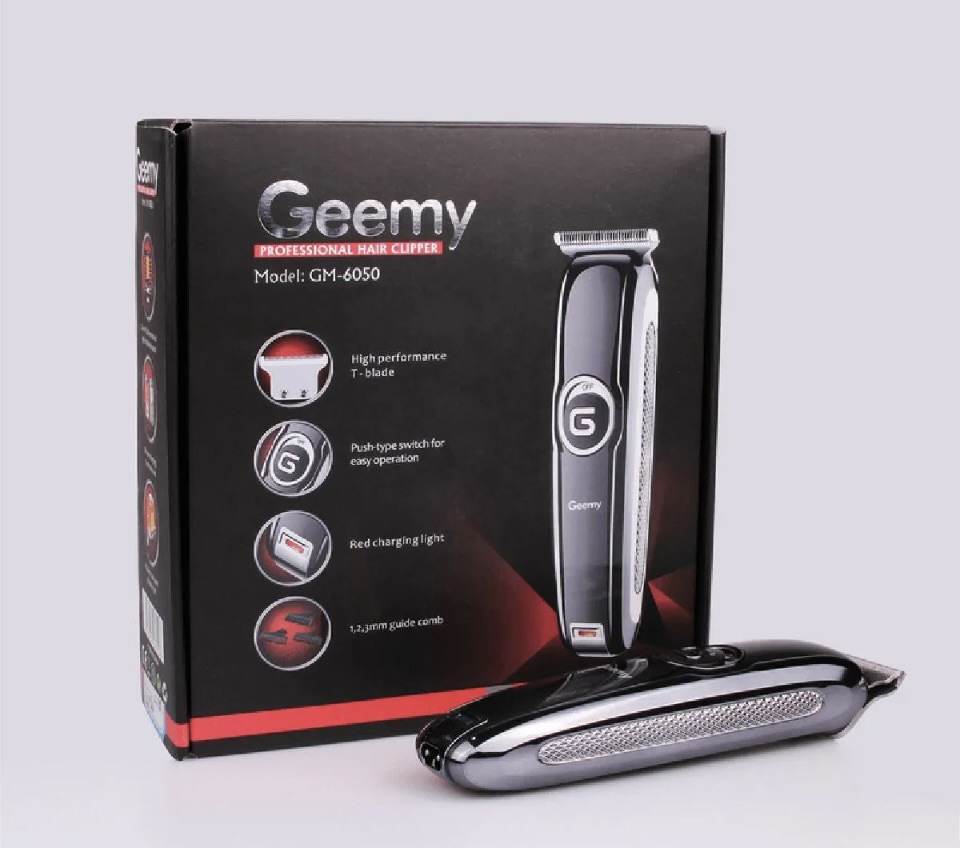 Geemy
Geemy
PROFESSIONAL HAIR CLIPPER
Model: GM-6050
High performance
T-blade
OFF
G
G
Push-type switch for
easy operation
Geemy
Red charging light
1,2,3mm guide comb